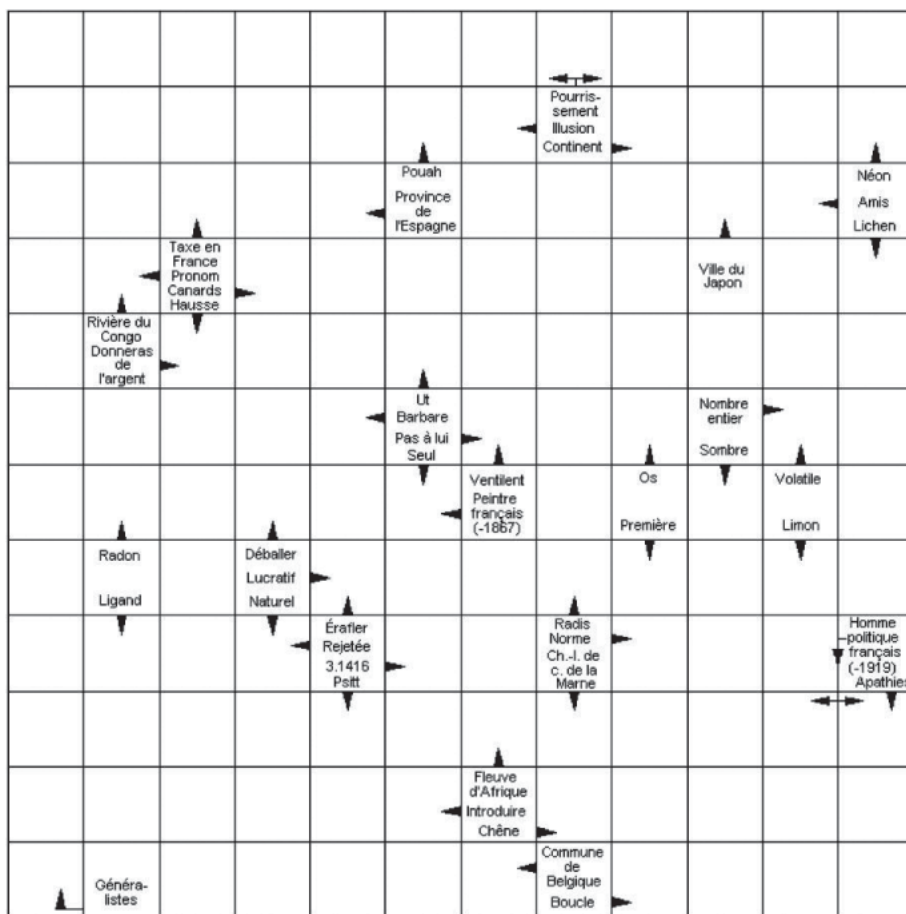 Pourris-
sement
Illusion
Continent
Pouah
Province
de
l'Espagne
Néon
Amis
Lichen
Taxe en
France
Pronom
Canards
Hausse
Ville du
Japon
Rivière du
Congo
Donneras
de
l'argent
Ut
Barbare
Pas à lui
Seul
Nombre
entier
Sombre
Ventilent
Peintre
français
(-1867)
Os
Première
Volatile
Limon
Radon
Ligand
Déballer
Lucratif
Naturel
Érafler
Rejetée
3.1416
Psitt
Radis
Norme
Ch.-l. de
c. de la
Marne
Homme
politique
français
(-1919)
Apathies
Fleuve
d'Afrique
Introduire
Chêne
Commune
de
Belgique
Boucle
Généra-
listes